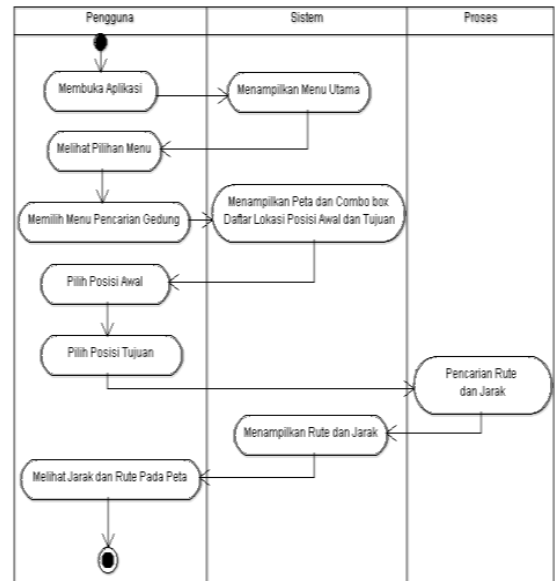 Pengguna
Sistem
Proses
Membuka Aplikasi
Menampilkan Menu Utama
Melihat Pilihan Menu
Memilih Menu Pencarian Gedung
Menampilkan Peta dan Combo box
Daftar Lokasi Posisi Awal dan Tujuan
Pilih Posisi Awal
Pilih Posisi Tujuan
Pencarian Rute
dan Jarak
Menampilkan Rute dan Jarak
Melihat Jarak dan Rute Pada Peta